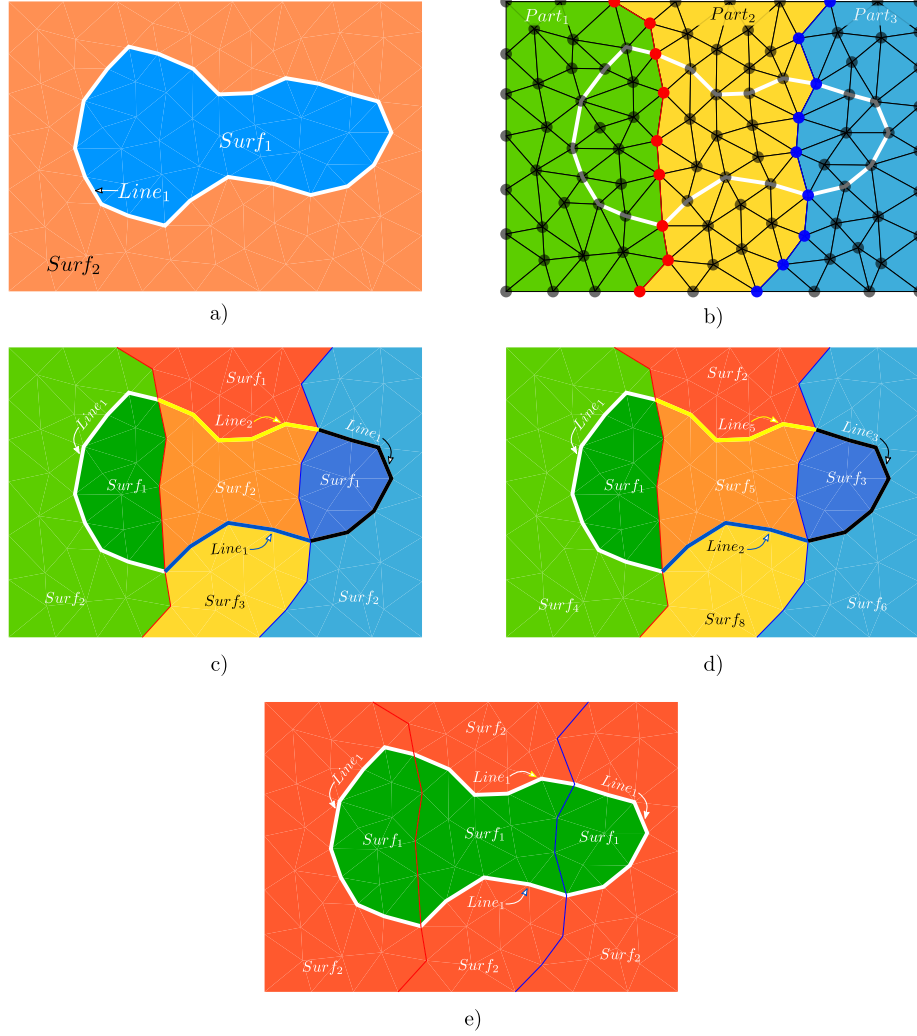 Surf₁
Line₁
Surf₂
a)
Part₁
Part₂
Part₃
b)
Surf₁
Line₁
Line₂
Line₁
Surf₁
Surf₂
Surf₁
Line₁
Surf₂
Surf₃
Surf₂
c)
Surf₂
Line₁
Line₅
Line₃
Surf₁
Surf₅
Surf₃
Line₂
Surf₄
Surf₈
Surf₆
d)
Surf₂
Line₁
Line₁
Line₁
Surf₁
Surf₁
Surf₁
Line₁
Surf₂
Surf₂
Surf₂
e)